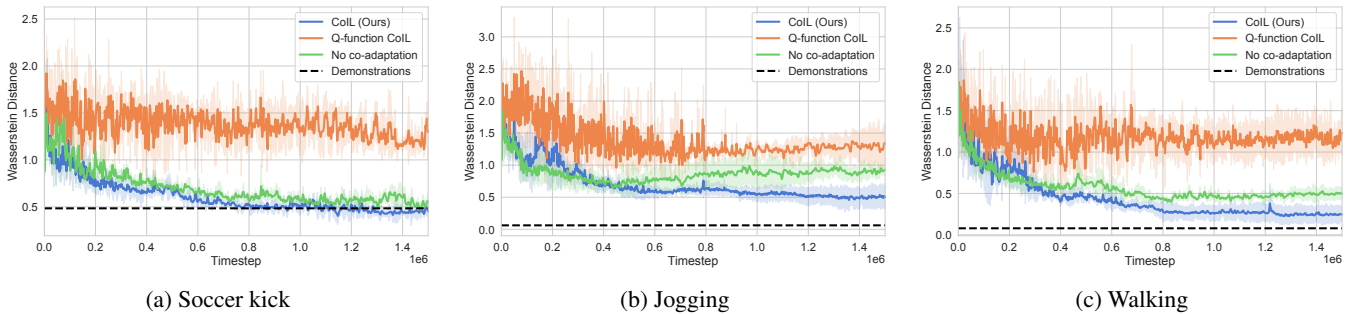 2.5
2.0
1.5
1.0
0.5
Wasserstein Distance
CoIL (Ours)
Q-function CoIL
No co-adaptation
Demonstrations
0.0 0.2 0.4 0.6 0.8 1.0 1.2 1.4
1e6
Timestep
(a) Soccer kick
3.0
2.5
2.0
1.5
1.0
0.5
0.0
Wasserstein Distance
CoIL (Ours)
Q-function CoIL
No co-adaptation
Demonstrations
0.0 0.2 0.4 0.6 0.8 1.0 1.2 1.4
1e6
Timestep
(b) Jogging
2.5
2.0
1.5
1.0
0.5
0.0
Wasserstein Distance
CoIL (Ours)
Q-function CoIL
No co-adaptation
Demonstrations
0.0 0.2 0.4 0.6 0.8 1.0 1.2 1.4
1e6
Timestep
(c) Walking